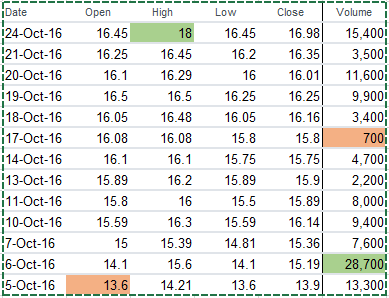 Date Open High Low Close Volume
24-Oct-16 16.45 18 16.45 16.98 15,400
21-Oct-16 16.25 16.45 16.2 16.35 3,500
20-Oct-16 16.1 16.29 16 16.01 11,600
19-Oct-16 16.5 16.5 16.25 16.25 9,900
18-Oct-16 16.05 16.48 16.05 16.16 3,400
17-Oct-16 16.08 16.08 15.8 15.8 700
14-Oct-16 16.1 16.1 15.75 15.75 4,700
13-Oct-16 15.89 16.2 15.89 15.9 2,200
11-Oct-16 15.8 16 15.5 15.89 8,000
10-Oct-16 15.59 16.3 15.59 16.14 9,400
7-Oct-16 15 15.39 14.81 15.36 7,600
6-Oct-16 14.1 15.6 14.1 15.19 28,700
5-Oct-16 13.6 14.21 13.6 13.9 13,300